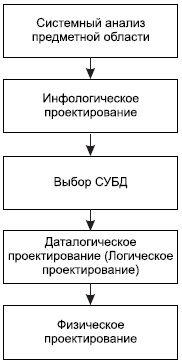 Системный анализ
предметной области
Инфологическое
проектирование
Выбор СУБД
Даталогическое
проектирование (Логическое
проектирование)
Физическое
проектирование